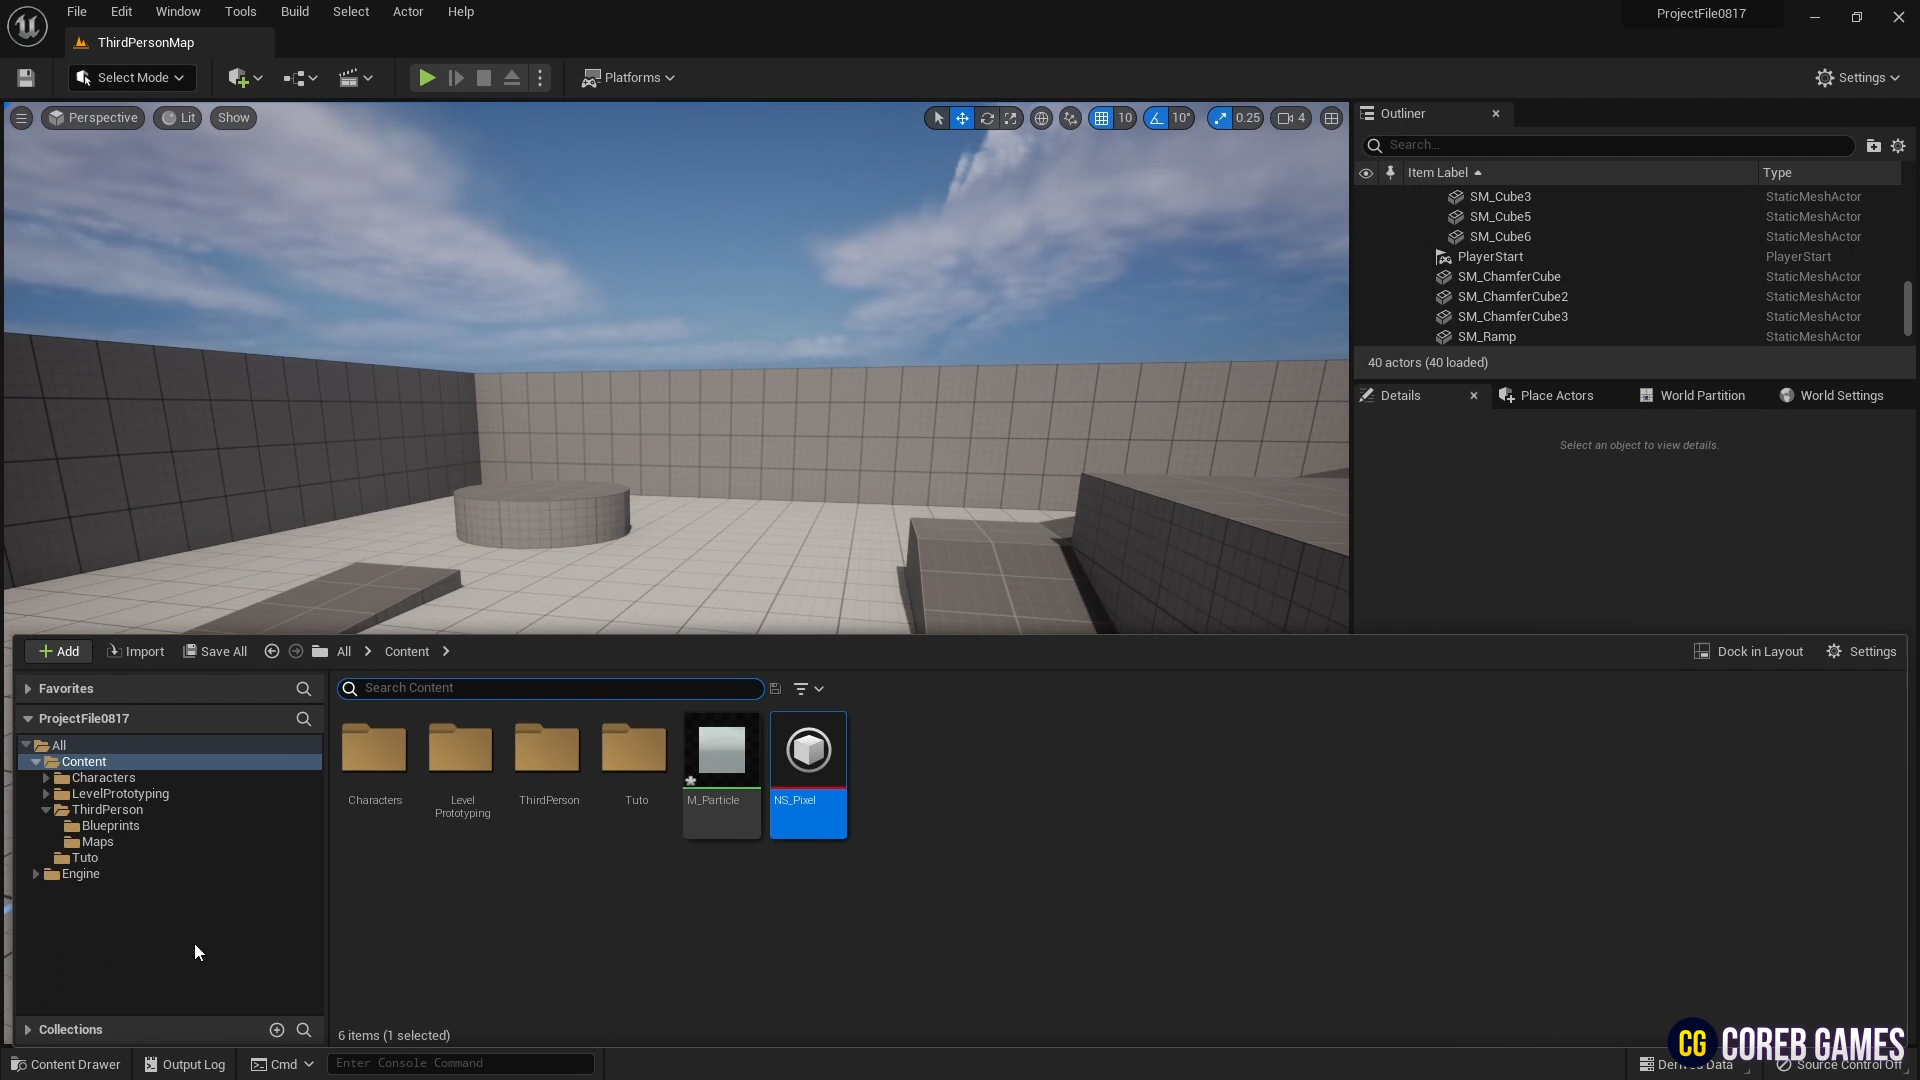 File Edit Window Tools Build Select Actor Help
ProjectFile0817
ThirdPersonMap
Select Mode
Platforms
Settings
Perspective Lit Show
10 10° 0.25 4
Outliner
Search...
Item Label Type
SM_Cube3 StaticMeshActor
SM_Cube5 StaticMeshActor
SM_Cube6 StaticMeshActor
PlayerStart PlayerStart
SM_ChamferCube StaticMeshActor
SM_ChamferCube2 StaticMeshActor
SM_ChamferCube3 StaticMeshActor
SM_Ramp StaticMeshActor
40 actors (40 loaded)
Details Place Actors World Partition World Settings
Select an object to view details.
Add Import Save All All Content
Dock in Layout Settings
Favorites
Search Content
ProjectFile0817
All
Content
Characters
LevelPrototyping
ThirdPerson
Blueprints
Maps
Tuto
Engine
Characters
Level
Prototyping
ThirdPerson
Tuto
M_Particle
NS_Pixel
Collections
6 items (1 selected)
CG COREB GAMES
Content Drawer Output Log Cmd Enter Console Command
Data Source Control Off